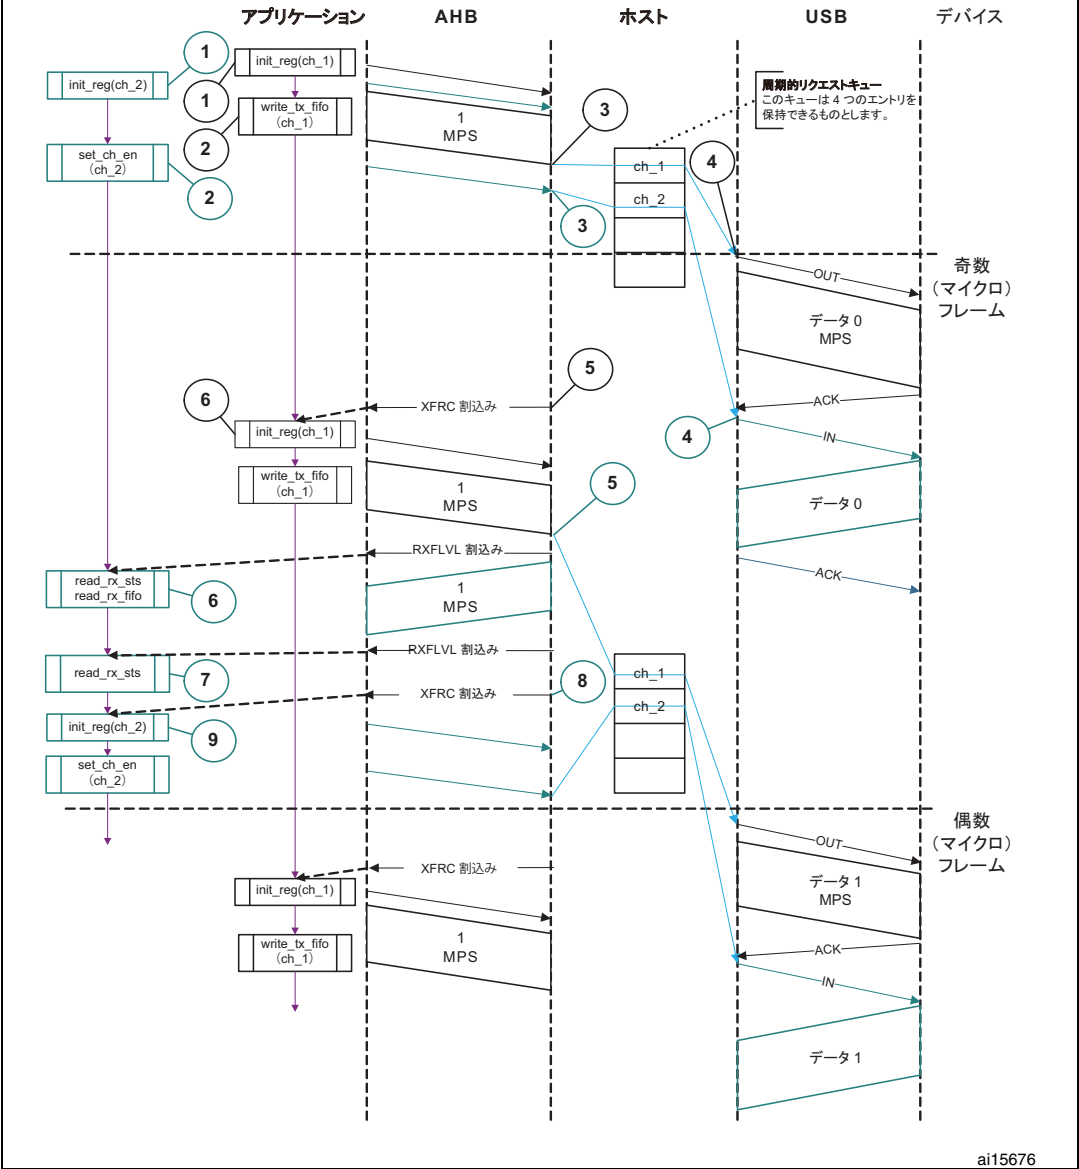 アプリケーション
AHB
ホスト
USB
デバイス
1
init_reg(ch_1)
init_reg(ch_2)
1
周期的リクエストキュー
このキューは 4 つのエントリを
保持できるものとします。
write_tx_fifo
(ch_1)
1
MPS
3
2
set_ch_en
(ch_2)
ch_1
4
2
ch_2
3
奇数
(マイクロ)
フレーム
OUT
データ 0
MPS
5
6
XFRC 割込み
ACK
init_reg(ch_1)
4
IN
write_tx_fifo
(ch_1)
1
MPS
5
データ 0
RXFLVL 割込み
read_rx_sts
read_rx_fifo
6
1
MPS
ACK
RXFLVL 割込み
read_rx_sts
7
8
ch_1
XFRC 割込み
ch_2
init_reg(ch_2)
9
set_ch_en
(ch_2)
偶数
(マイクロ)
フレーム
OUT
XFRC 割込み
init_reg(ch_1)
データ 1
MPS
write_tx_fifo
(ch_1)
1
MPS
ACK
IN
データ 1
ai15676